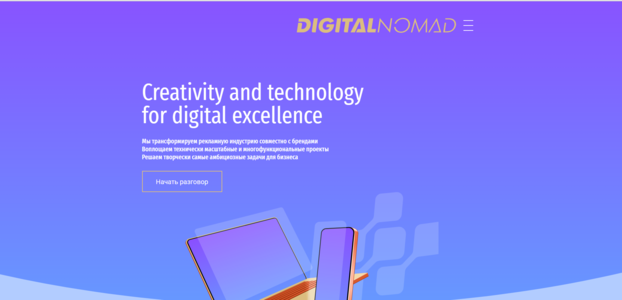 DIGITALNOMAD
Creativity and technology
for digital excellence
Мы трансформируем рекламную индустрию совместно с брендами
Воплощаем технически масштабные и многофункциональные проекты
Решаем творчески самые амбициозные задачи для бизнеса
Начать разговор